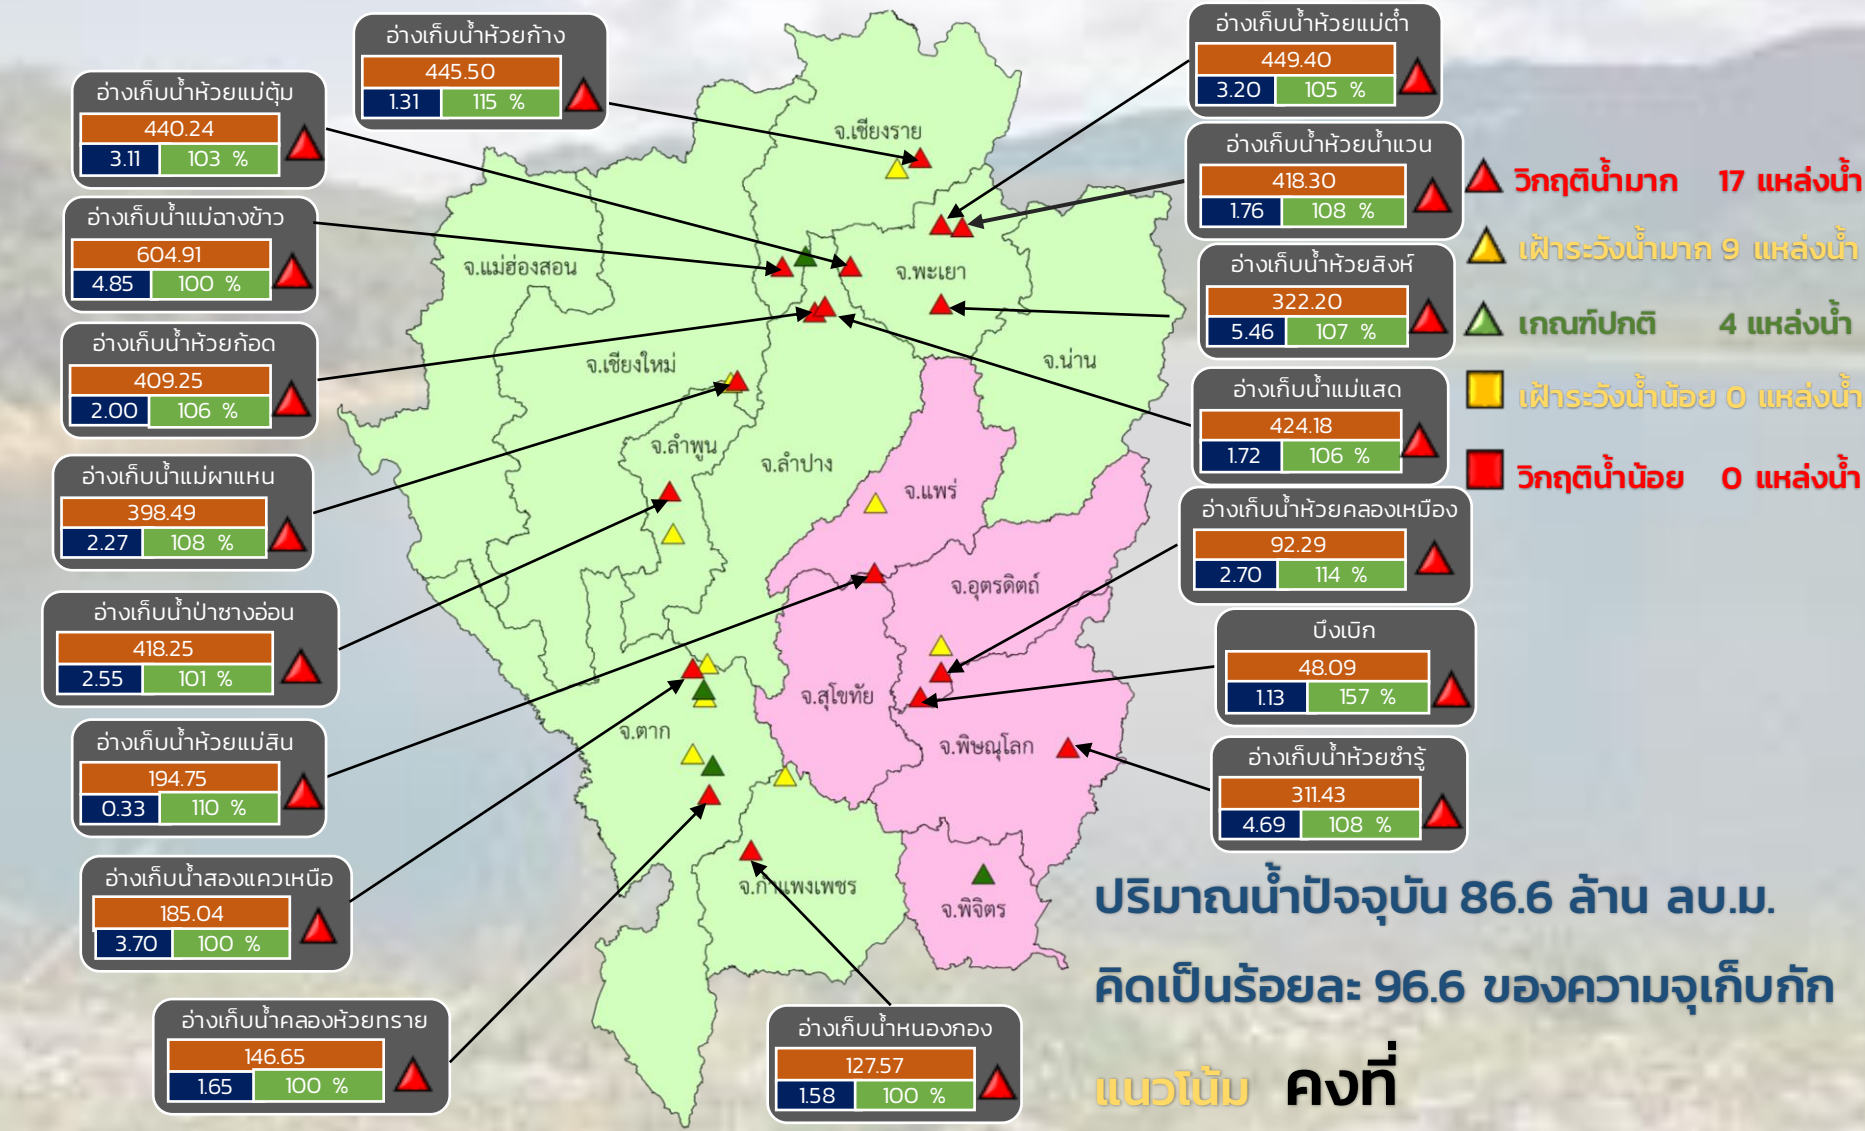 อ่างเก็บน้ำห้วยก้าง
445.50
1.31 115 %
อ่างเก็บน้ำห้วยแม่ตุ้ม
440.24
3.11 103 %
อ่างเก็บน้ำแม่ฉางข้าว
604.91
4.85 100 %
อ่างเก็บน้ำห้วยก้อด
409.25
2.00 106 %
อ่างเก็บน้ำแม่ผาแหน
398.49
2.27 108 %
อ่างเก็บน้ำป่าซางอ่อน
418.25
2.55 101 %
อ่างเก็บน้ำห้วยแม่สิน
194.75
0.33 110 %
อ่างเก็บน้ำสองแควเหนือ
185.04
3.70 100 %
อ่างเก็บน้ำคลองห้วยทราย
146.65
1.65 100 %
อ่างเก็บน้ำหนองกอง
127.57
1.58 100 %
จ.เชียงราย
จ.แม่ฮ่องสอน
จ.พะเยา
จ.เชียงใหม่
จ.น่าน
จ.ลำพูน
จ.ลำปาง
จ.แพร่
จ.อุตรดิตถ์
จ.สุโขทัย
จ.ตาก
จ.พิษณุโลก
จ.กำแพงเพชร
จ.พิจิตร
อ่างเก็บน้ำห้วยแม่ต๋ำ
449.40
3.20 105 %
อ่างเก็บน้ำห้วยน้ำแวน
418.30
1.76 108 %
อ่างเก็บน้ำห้วยสิงห์
322.20
5.46 107 %
อ่างเก็บน้ำแม่แสด
424.18
1.72 106 %
อ่างเก็บน้ำห้วยคลองเหมือง
92.29
2.70 114 %
บึงเบิก
48.09
1.13 157 %
อ่างเก็บน้ำห้วยซำรู้
311.43
4.69 108 %
วิกฤติน้ำมาก 17 แหล่งน้ำ
เฝ้าระวังน้ำมาก 9 แหล่งน้ำ
เกณฑ์ปกติ 4 แหล่งน้ำ
เฝ้าระวังน้ำน้อย 0 แหล่งน้ำ
วิกฤติน้ำน้อย 0 แหล่งน้ำ
ปริมาณน้ำปัจจุบัน 86.6 ล้าน ลบ.ม.
คิดเป็นร้อยละ 96.6 ของความจุเก็บกัก
แนวโน้ม คงที่